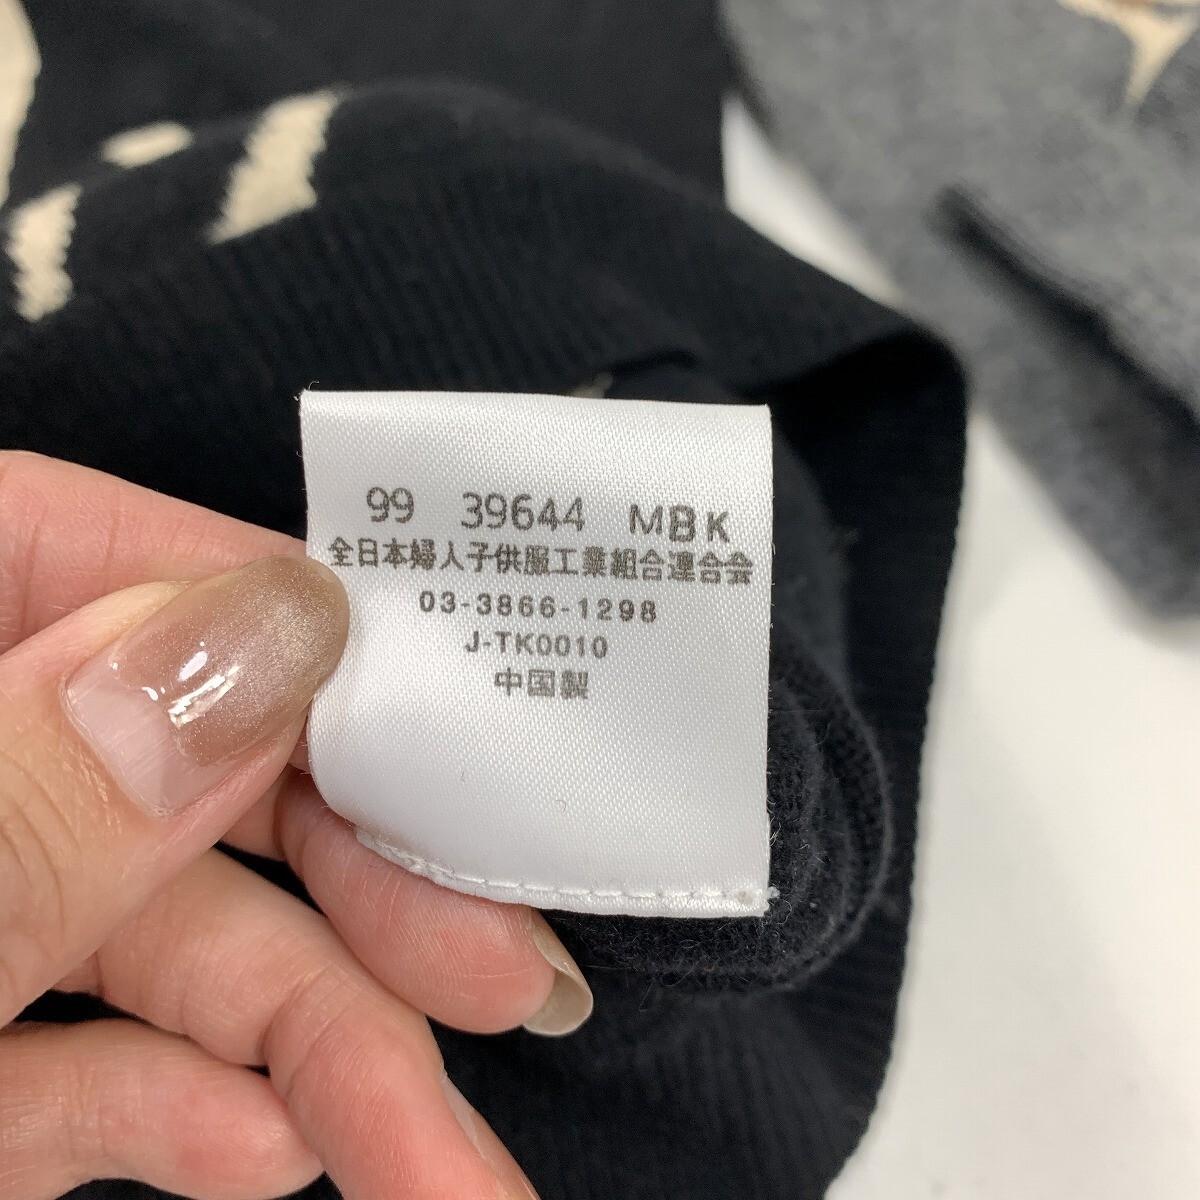 99 39644 MBK
全日本婦人子供服工業組合連合会
03-3866-1298
J-TK0010
中国製